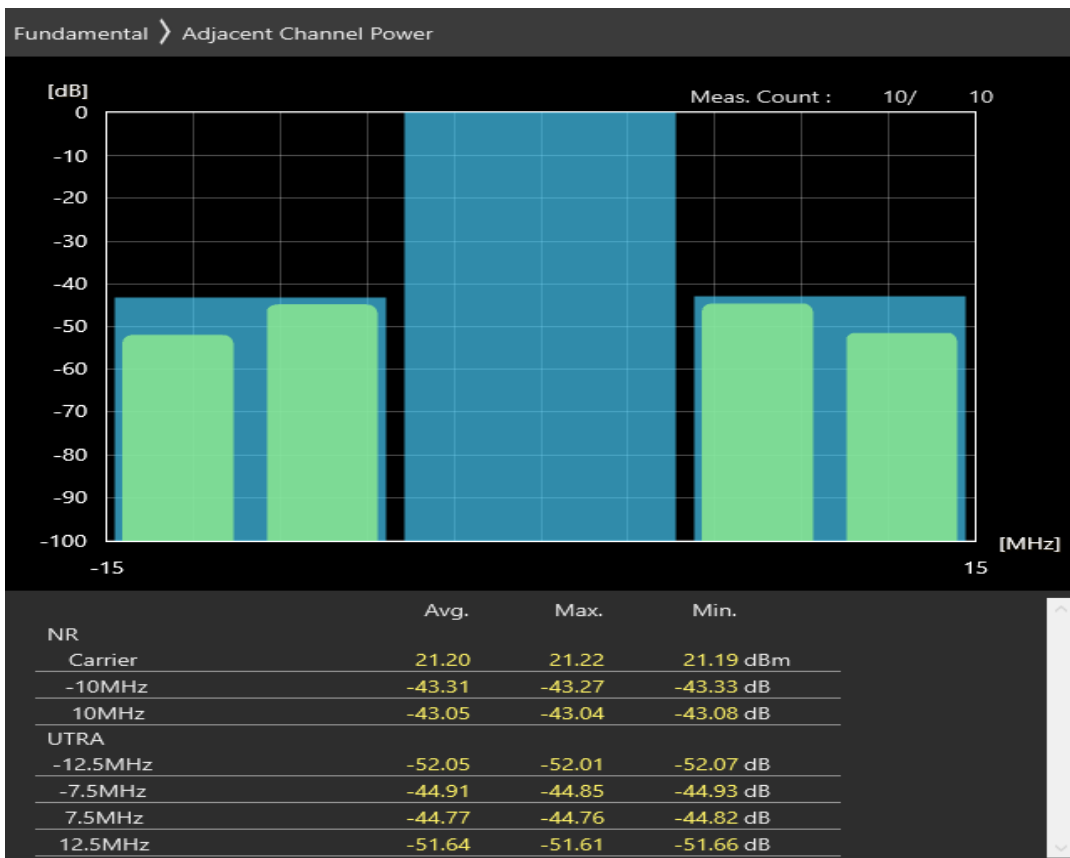 Fundamental 〉 Adjacent Channel Power
[dB]
Meas. Count : 10/ 10
0
-10
-20
-30
-40
-50
-60
-70
-80
-90
-100
[MHz]
-15 15
Avg. Max. Min.
NR
Carrier 21.20 21.22 21.19 dBm
-10MHz -43.31 -43.27 -43.33 dB
10MHz -43.05 -43.04 -43.08 dB
UTRA
-12.5MHz -52.05 -52.01 -52.07 dB
-7.5MHz -44.91 -44.85 -44.93 dB
7.5MHz -44.77 -44.76 -44.82 dB
12.5MHz -51.64 -51.61 -51.66 dB